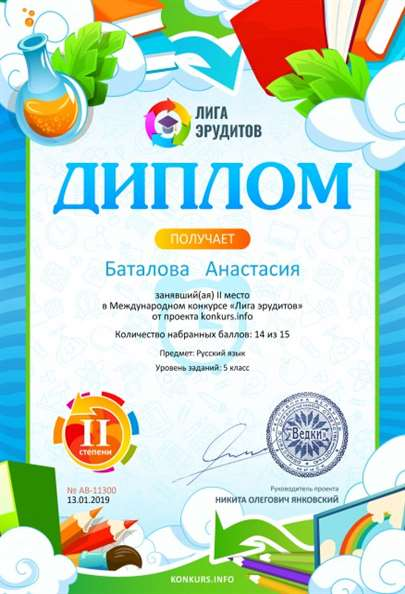 ЛИГА
ЭРУДИТОВ
ДИПЛОМ
ПОЛУЧАЕТ
Баталова Анастасия
занявший(ая) II место
в Международном конкурсе «Лига эрудитов»
от проекта konkurs.info
Количество набранных баллов: 14 из 15
Предмет: Русский язык
Уровень заданий: 5 класс
II
СТЕПЕНИ
Ведки
№ АВ-11300
13.01.2019
Руководитель проекта
НИКИТА ОЛЕГОВИЧ ЯНКОВСКИЙ
KONKURS.INFO